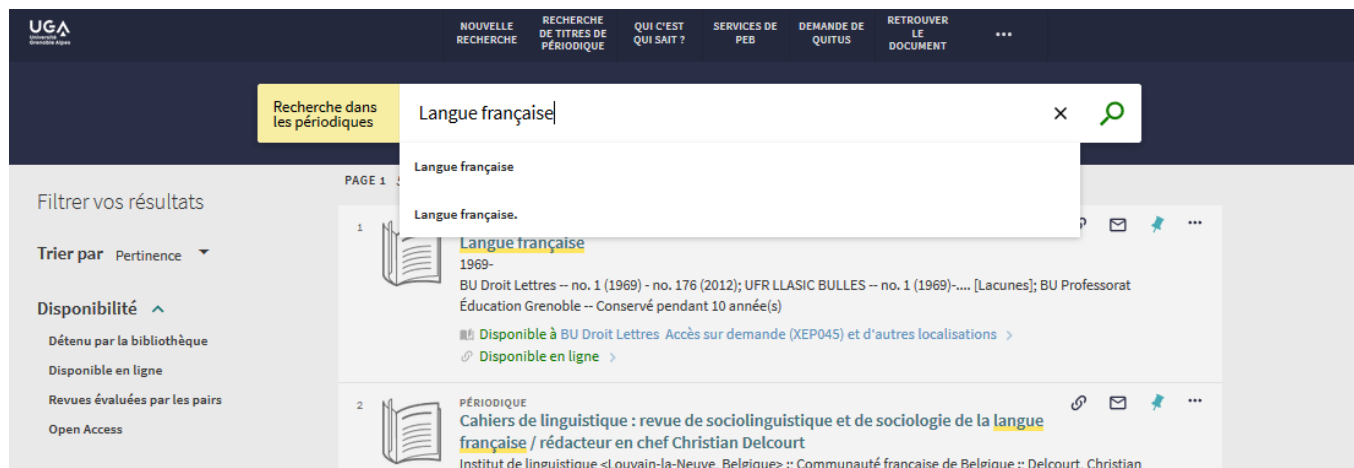 UGA
Université
Grenoble Alpes
NOUVELLE
RECHERCHE
RECHERCHE
DE TITRES DE
PÉRIODIQUE
QUI C'EST
QUI SAIT ?
SERVICES DE
PEB
DEMANDE DE
QUITUS
RETROUVER
LE
DOCUMENT
•••
Recherche dans
les périodiques
Langue française
Langue française
Langue française.
Filtrer vos résultats
Trier par Pertinence
Disponibilité
Détenu par la bibliothèque
Disponible en ligne
Revues évaluées par les pairs
Open Access
PAGE 1
1
Langue française
1969-
BU Droit Lettres -- no. 1 (1969) - no. 176 (2012); UFR LLASIC BULLES -- no. 1 (1969)-.... [Lacunes]; BU Professorat
Éducation Grenoble -- Conservé pendant 10 année(s)
Disponible à BU Droit Lettres Accès sur demande (XEP045) et d'autres localisations >
Disponible en ligne >
2
PÉRIODIQUE
Cahiers de linguistique : revue de sociolinguistique et de sociologie de la langue
française / rédacteur en chef Christian Delcourt
Institut de linguistique <Louvain-la-Neuve, Belgique> ;; Communauté française de Belgique ;; Delcourt, Christian